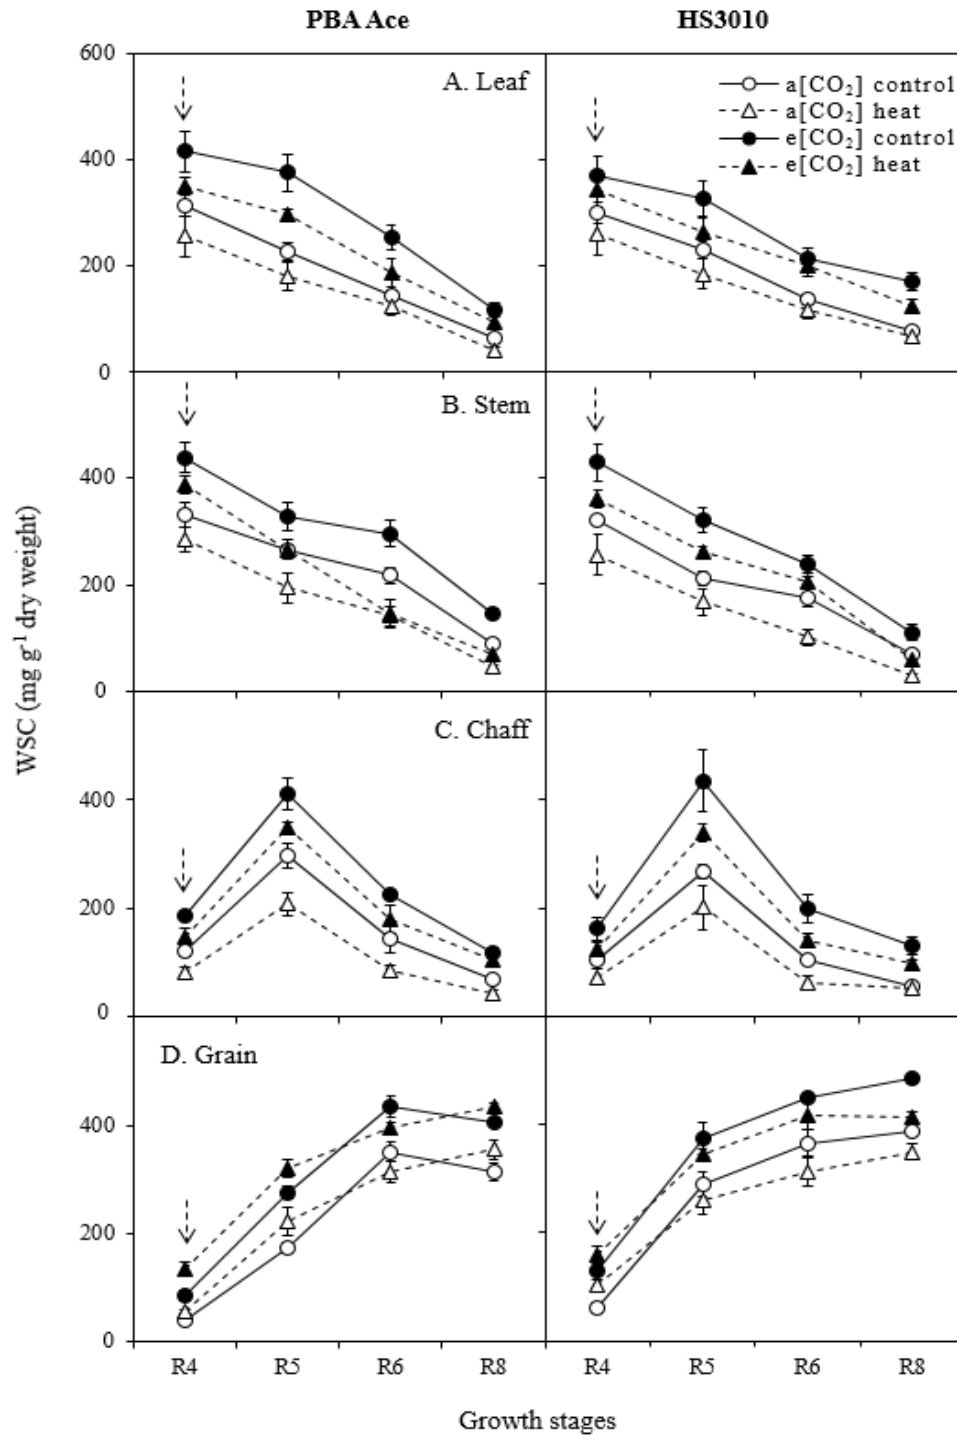 PBA Ace HS3010
600
A. Leaf
a[CO₂] control
a[CO₂] heat
e[CO₂] control
e[CO₂] heat
400
200
0
B. Stem
400
200
0
C. Chaff
400
200
0
D. Grain
400
200
0
R4 R5 R6 R8 R4 R5 R6 R8
Growth stages
WSC (mg g⁻¹ dry weight)